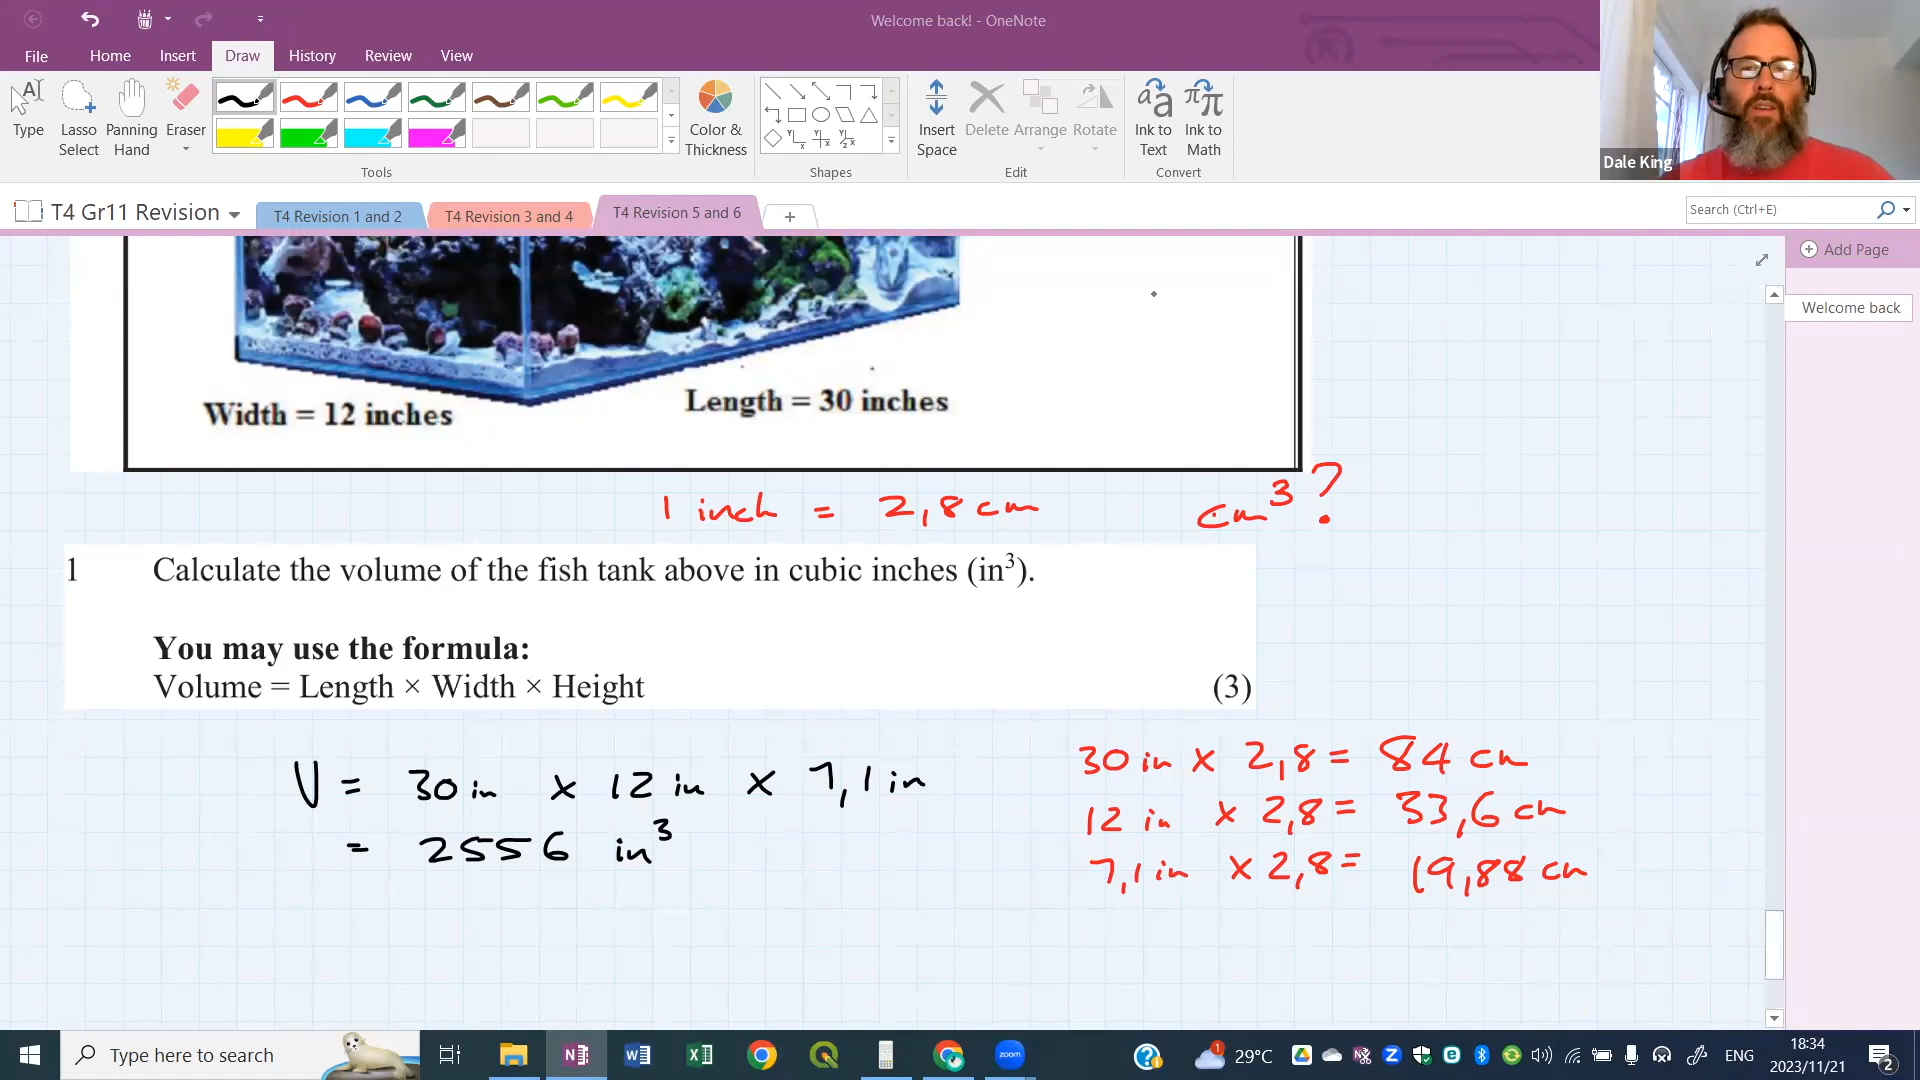 Welcome back! - OneNote
File Home Insert Draw History Review View
Type Lasso Select Panning Hand Eraser Color & Thickness Insert Space Delete Arrange Rotate Ink to Text Ink to Math
Tools Shapes Edit Convert
Dale King
T4 Gr11 Revision T4 Revision 1 and 2 T4 Revision 3 and 4 T4 Revision 5 and 6 Search (Ctrl+E)
Add Page
Welcome back
Width = 12 inches Length = 30 inches
1 inch = 2,8 cm cm³ ?
1 Calculate the volume of the fish tank above in cubic inches (in³).
You may use the formula:
Volume = Length × Width × Height (3)
V = 30 in x 12 in x 7,1 in
= 2556 in³
30 in x 2,8 = 84 cm
12 in x 2,8 = 33,6 cm
7,1 in x 2,8 = 19,88 cm
Type here to search
zoom
29°C ENG 18:34
2023/11/21
2